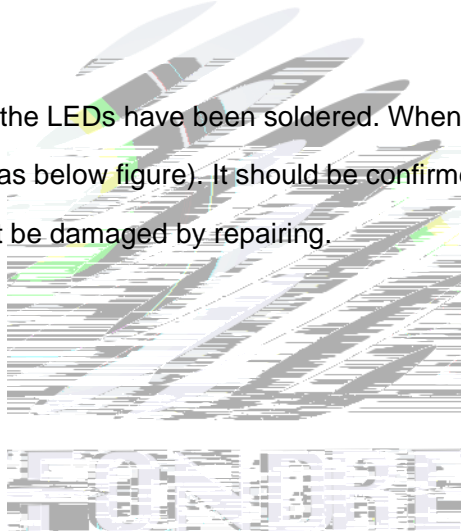 the LEDs have been soldered. When
as below figure). It should be confirme
t be damaged by repairing.